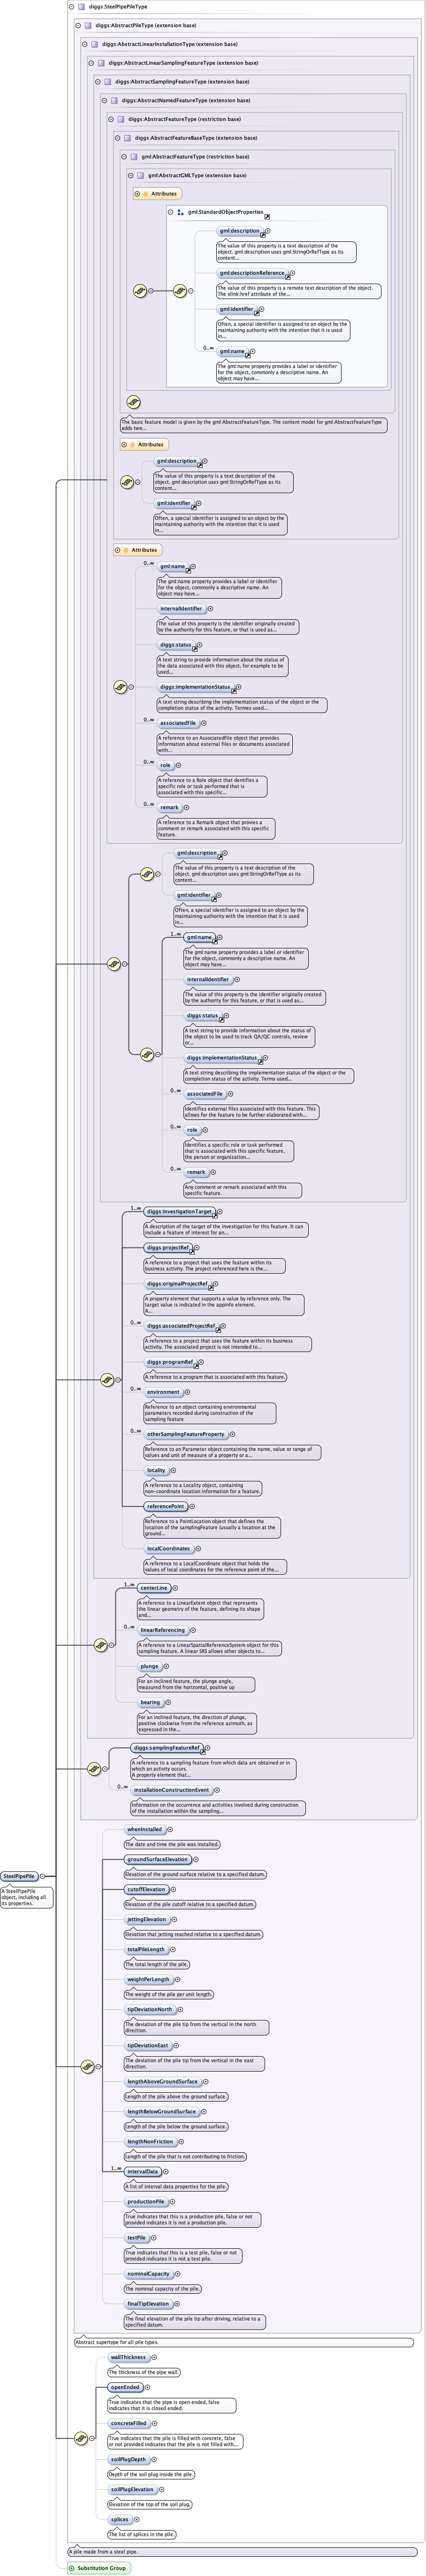 diggs:SteelPipePileType
diggs:AbstractPileType (extension base)
diggs:AbstractLinearInstallationType (extension base)
diggs:AbstractLinearSamplingFeatureType (extension base)
diggs:AbstractSamplingFeatureType (extension base)
diggs:AbstractNamedFeatureType (extension base)
diggs:AbstractFeatureType (restriction base)
diggs:AbstractFeatureBaseType (extension base)
gml:AbstractFeatureType (restriction base)
gml:AbstractGMLType (extension base)
Attributes
gml:StandardObjectProperties
gml:description
The value of this property is a text description of the
object. gml:description uses gml:StringOrRefType as its
content...
gml:descriptionReference
The value of this property is a remote text description of the
object. The xlink:href attribute of the...
gml:identifier
Often, a special identifier is assigned to an object by the
maintaining authority with the intention that it is used
in...
0..∞
gml:name
The gml:name property provides a label or identifier
for the object, commonly a descriptive name. An
object may have...
The basic feature model is given by the gml:AbstractFeatureType. The content model for gml:AbstractFeatureType
adds two...
Attributes
gml:description
The value of this property is a text description of the
object. gml:description uses gml:StringOrRefType as its
content...
gml:identifier
Often, a special identifier is assigned to an object by the
maintaining authority with the intention that it is used
in...
Attributes
0..∞
gml:name
The gml:name property provides a label or identifier
for the object, commonly a descriptive name. An
object may have...
internalIdentifier
The value of this property is the identifier originally created
by the authority for this feature, or that is used as...
diggs:status
A text string to provide information about the status of the
data associated with this object, for example to be
used...
diggs:implementationStatus
A text string describing the implementation status of the object or the
completion status of the activity. Termes used...
0..∞
associatedFile
A reference to an AssociatedFile object that provides
information about external files or documents associated
with...
0..∞
role
A reference to a Role object that dentifies a
specific role or task performed that is
associated with this specific...
0..∞
remark
A reference to a Remark object that provies a
comment or remark associated with this specific
feature.
gml:description
The value of this property is a text description of the
object. gml:description uses gml:StringOrRefType as its
content...
gml:identifier
Often, a special identifier is assigned to an object by the
maintaining authority with the intention that it is used
in...
1..∞
gml:name
The gml:name property provides a label or identifier
for the object, commonly a descriptive name. An
object may have...
internalIdentifier
The value of this property is the identifier originally created
by the authority for this feature, or that is used as...
diggs:status
A text string to provide information about the status of the
object to be used to track QA/QC controls, review
or...
diggs:implementationStatus
A text string describing the implementation status of the object or the
completion status of the activity. Terms used...
0..∞
associatedFile
Identifies external files associated with this feature. This
allows for the feature to be further elaborated with...
0..∞
role
Identifies a specific role or task performed
that is associated with this specific feature,
the person or organization...
0..∞
remark
Any comment or remark associated with this
specific feature.
1..∞
diggs:investigationTarget
A description of the target of the investigation for this feature. It can
include a feature of interest for an...
diggs:projectRef
A reference to a project that uses the feature within its
business activity. The project referenced here is the...
diggs:originalProjectRef
A property element that supports a value by reference only. The
target value is indicated in the appinfo element.
A...
0..∞
diggs:associatedProjectRef
A reference to a project that uses the feature within its business
activity. The associated project is not intended to...
diggs:programRef
A reference to a program that is associated with this feature.
0..∞
environment
Reference to an object containing environmental
parameters recorded during construction of the
sampling feature
0..∞
otherSamplingFeatureProperty
Reference to an Parameter object containing the name, value or range of
values and unit of measure of a property or a...
locality
A reference to a Locality object, containing
non-coordinate location information for a feature.
referencePoint
Reference to a PointLocation object that defines the
location of the samplingFeature (usually a location at the
ground...
localCoordinates
A reference to a LocalCoordinate object that holds the
values of local coordinates for the reference point of the...
1..∞
centerLine
A reference to a LinearExtent object that represents
the linear geometry of the feature, defining its shape
and...
0..∞
linearReferencing
A reference to a LinearSpatialReferenceSystem object for this
sampling feature. A linear SRS allows other objects to...
plunge
For an inclined feature, the plunge angle,
measured from the horizontal, positive up
bearing
For an inclined feature, the direction of plunge,
positive clockwise from the reference azimuth, as
expressed in the...
diggs:samplingFeatureRef
A reference to a sampling feature from which data are obtained or in
which an activity occurs.
A property element that...
0..∞
installationConstructionEvent
Information on the occurrence and activities involved during construction
of the installation within the sampling...
SteelPipePile
A SteelPipePile
object, including all
its properties.
whenInstalled
The date and time the pile was installed.
groundSurfaceElevation
Elevation of the ground surface relative to a specified datum.
cutoffElevation
Elevation of the pile cutoff relative to a specified datum.
jettingElevation
Elevation that jetting reached relative to a specified datum.
totalPileLength
The total length of the pile.
weightPerLength
The weight of the pile per unit length.
tipDeviationNorth
The deviation of the pile tip from the vertical in the north
direction.
tipDeviationEast
The deviation of the pile tip from the vertical in the east
direction.
lengthAboveGroundSurface
Length of the pile above the ground surface.
lengthBelowGroundSurface
Length of the pile below the ground surface.
lengthNonFriction
Length of the pile that is not contributing to friction.
1..∞
intervalData
A list of interval data properties for the pile.
productionPile
True indicates that this is a production pile, false or not
provided indicates it is not a production pile.
testPile
True indicates that this is a test pile, false or not
provided indicates it is not a test pile.
nominalCapacity
The nominal capacity of the pile.
finalTipElevation
The final elevation of the pile tip after driving, relative to a
specified datum.
Abstract supertype for all pile types.
wallThickness
The thickness of the pipe wall.
openEnded
True indicates that the pipe is open ended, false
indicates that it is closed ended.
concreteFilled
True indicates that the pile is filled with concrete, false
or not provided indicates that the pile is not filled with...
soilPlugDepth
Depth of the soil plug inside the pile.
soilPlugElevation
Elevation of the top of the soil plug.
splices
The list of splices in the pile.
A pile made from a steel pipe.
Substitution Group